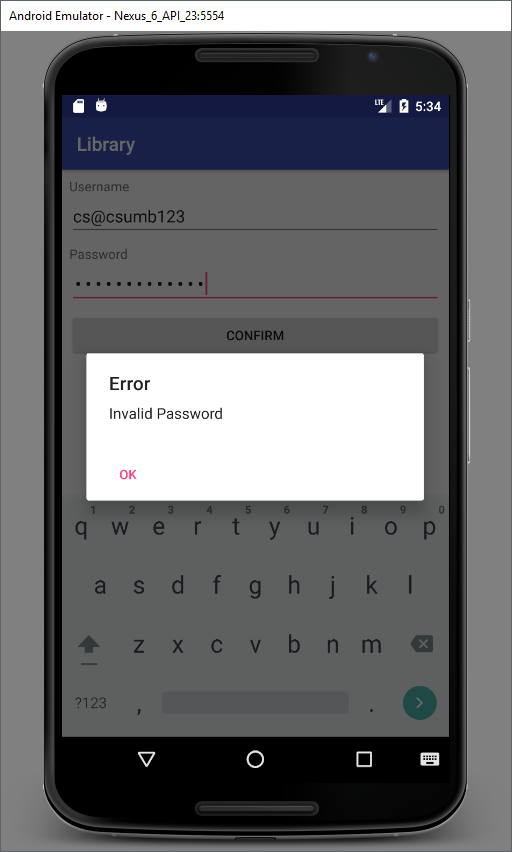 Android Emulator - Nexus_6_API_23:5554
LTE 5:34
Library
Username
cs@csumb123
Password
•••••••••••••
CONFIRM
Error
Invalid Password
OK
1 2 3 4 5 6 7 8 9 0
q w e r t y u i o p
a s d f g h j k l
z x c v b n m
?123 , .